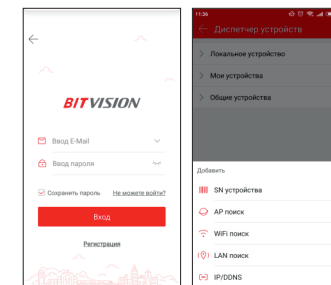 BITVISION
Ввод E-Mail
Ввод пароля
Сохранить пароль Не можете войти?
Вход
Регистрация
11:36
Диспетчер устройств
Локальное устройство
Мои устройства
Общие устройства
Добавить
SN устройства
AP поиск
WiFi поиск
LAN поиск
IP/DDNS